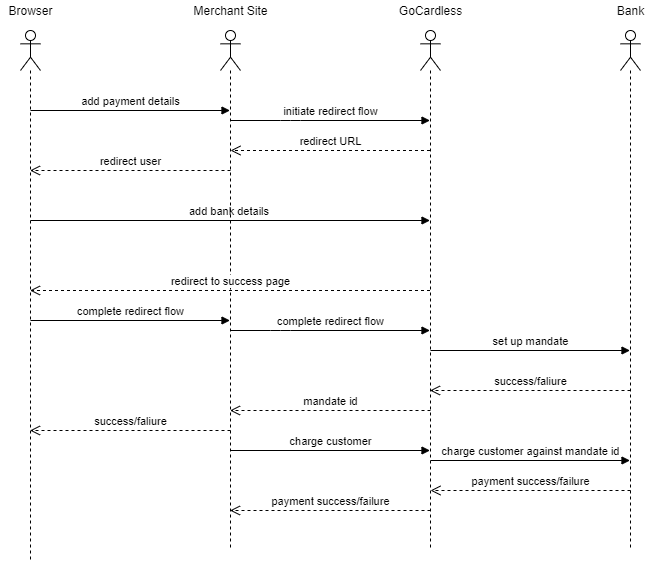 Browser
Merchant Site
GoCardless
Bank
add payment details
initiate redirect flow
redirect URL
redirect user
add bank details
redirect to success page
complete redirect flow
complete redirect flow
set up mandate
success/faliure
mandate id
success/faliure
charge customer
charge customer against mandate id
payment success/failure
payment success/failure